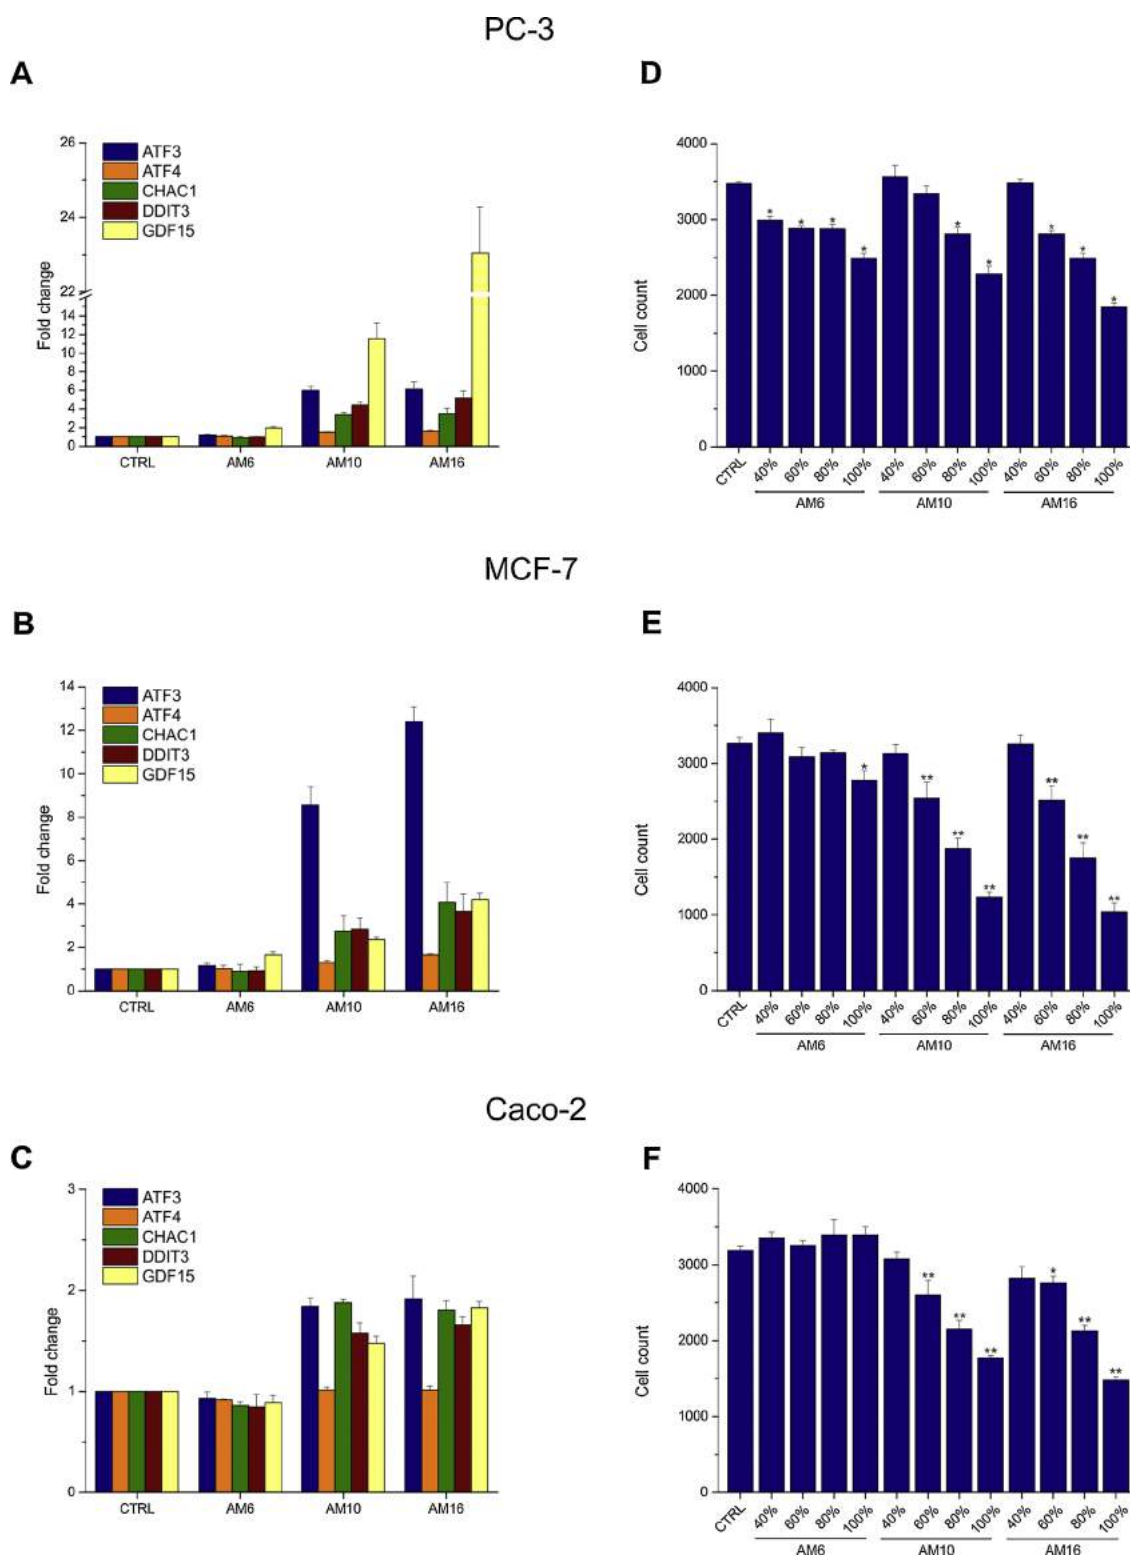 PC-3
A
26
24
22
12
10
8
6
4
2
0
Fold change
ATF3
ATF4
CHAC1
DDIT3
GDF15
CTRL AM6 AM10 AM16
D
4000
3000
2000
1000
0
Cell count
CTRL 40% 60% 80% 100% 40% 60% 80% 100% 40% 60% 80% 100%
* * * * * * * * *
AM6 AM10 AM16
MCF-7
B
14
12
10
8
6
4
2
0
Fold change
ATF3
ATF4
CHAC1
DDIT3
GDF15
CTRL AM6 AM10 AM16
E
4000
3000
2000
1000
0
Cell count
* ** ** ** ** ** **
CTRL 40% 60% 80% 100% 40% 60% 80% 100% 40% 60% 80% 100%
AM6 AM10 AM16
Caco-2
C
3
2
1
0
Fold change
ATF3
ATF4
CHAC1
DDIT3
GDF15
CTRL AM6 AM10 AM16
F
4000
3000
2000
1000
0
Cell count
** ** ** * ** **
CTRL 40% 60% 80% 100% 40% 60% 80% 100% 40% 60% 80% 100%
AM6 AM10 AM16